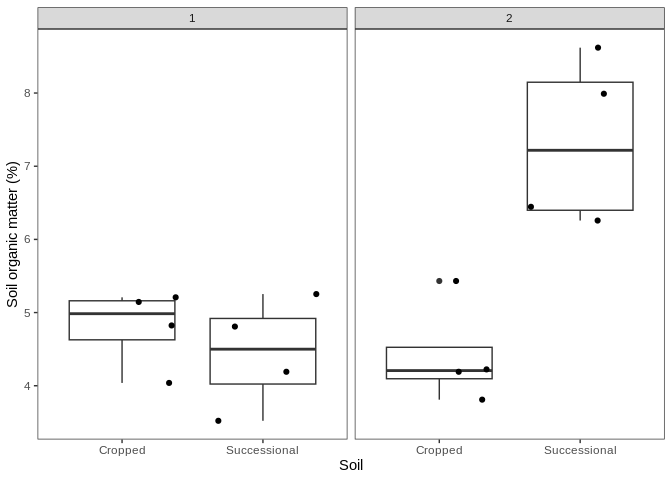 1
2
Soil organic matter (%)
8
7
6
5
4
Cropped
Successional
Cropped
Successional
Soil